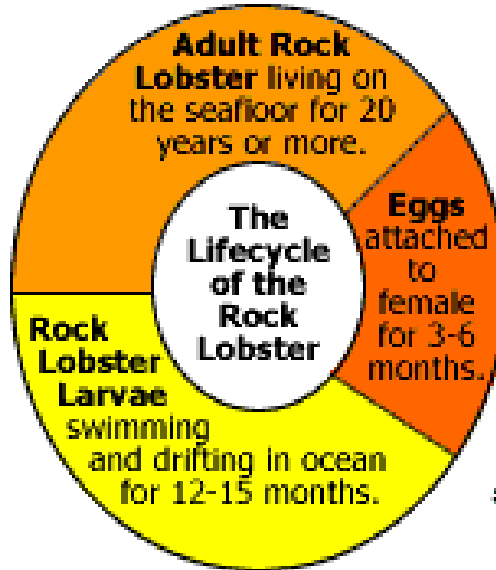 Adult Rock
Lobster living on
the seafloor for 20
years or more.
The
Lifecycle
of the
Rock
Lobster
Eggs
attached
to
female
for 3-6
months.
Rock
Lobster
Larvae
swimming
and drifting in ocean
for 12-15 months.